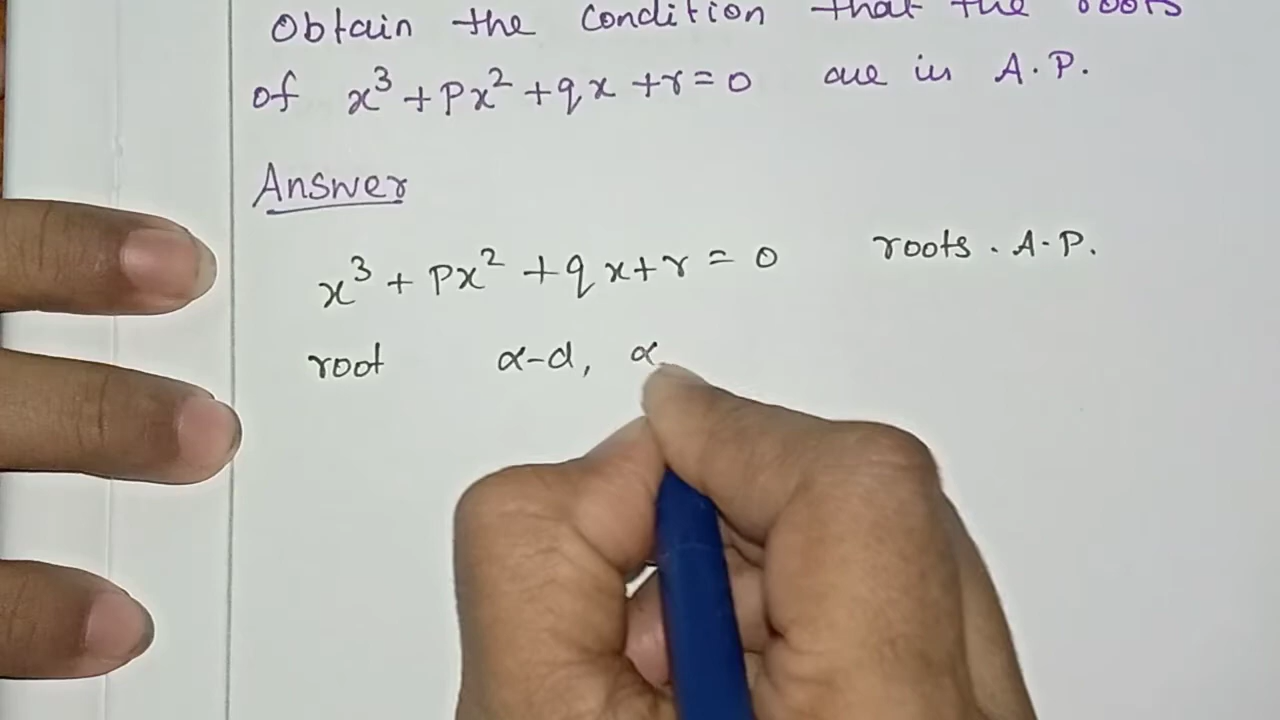 Obtain the condition that the roots
of x³ + px² + qx + r = 0 are in A.P.
Answer
x³ + px² + qx + r = 0 roots . A.P.
root α-d, α